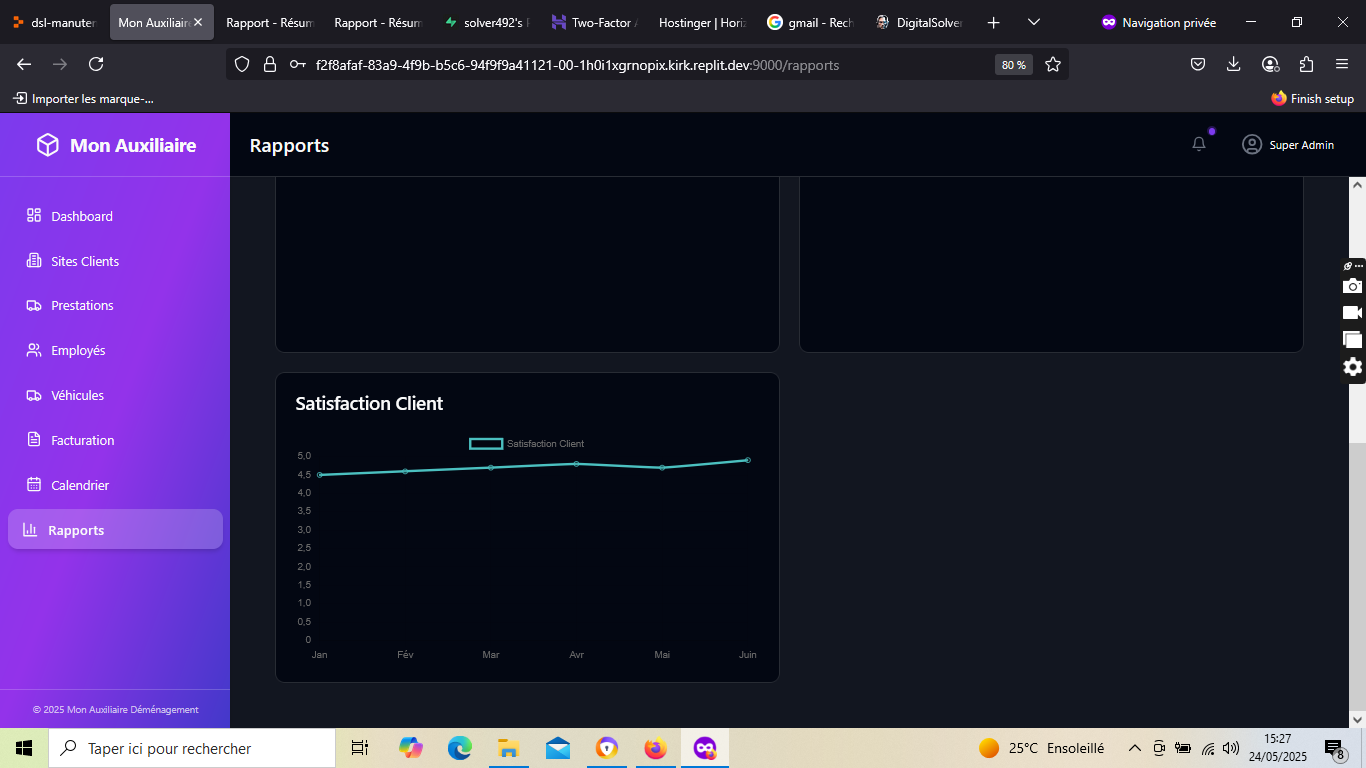 dsl-manuten
Mon Auxiliaire
Rapport - Résum
Rapport - Résum
solver492's
Two-Factor
Hostinger | Hori
gmail - Rech
DigitalSolver
Navigation privée
f2f8afaf-83a9-4f9b-b5c6-94f9f9a41121-00-1h0i1xgrnopix.kirk.replit.dev:9000/rapports
80 %
Importer les marque-...
Finish setup
Mon Auxiliaire
Rapports
Super Admin
Dashboard
Sites Clients
Prestations
Employés
Véhicules
Facturation
Calendrier
Rapports
© 2025 Mon Auxiliaire Déménagement
Satisfaction Client
Satisfaction Client
5,0
4,5
4,0
3,5
3,0
2,5
2,0
1,5
1,0
0,5
0
Jan Fév Mar Avr Mai Juin
Taper ici pour rechercher
25°C Ensoleillé
15:27
24/05/2025
8